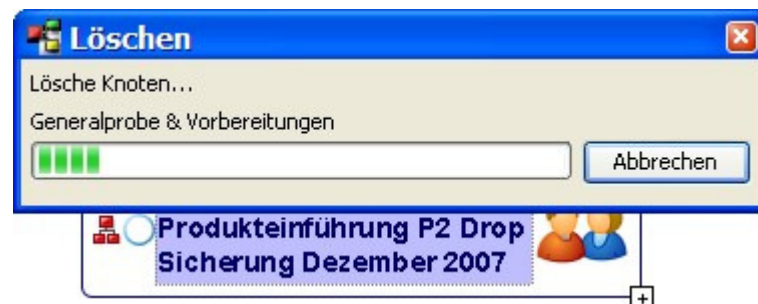 Löschen
Lösche Knoten...
Generalprobe & Vorbereitungen
Abbrechen
Produkteinführung P2 Drop
Sicherung Dezember 2007